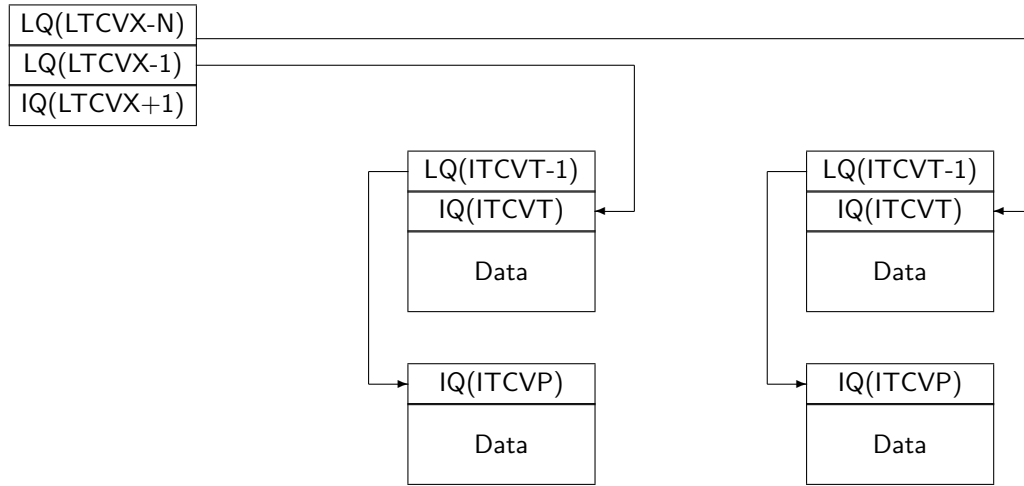 LQ(LTCVX-N)
LQ(LTCVX-1)
IQ(LTCVX+1)
LQ(ITCVT-1)
IQ(ITCVT)
Data
LQ(ITCVT-1)
IQ(ITCVT)
Data
IQ(ITCVP)
Data
IQ(ITCVP)
Data